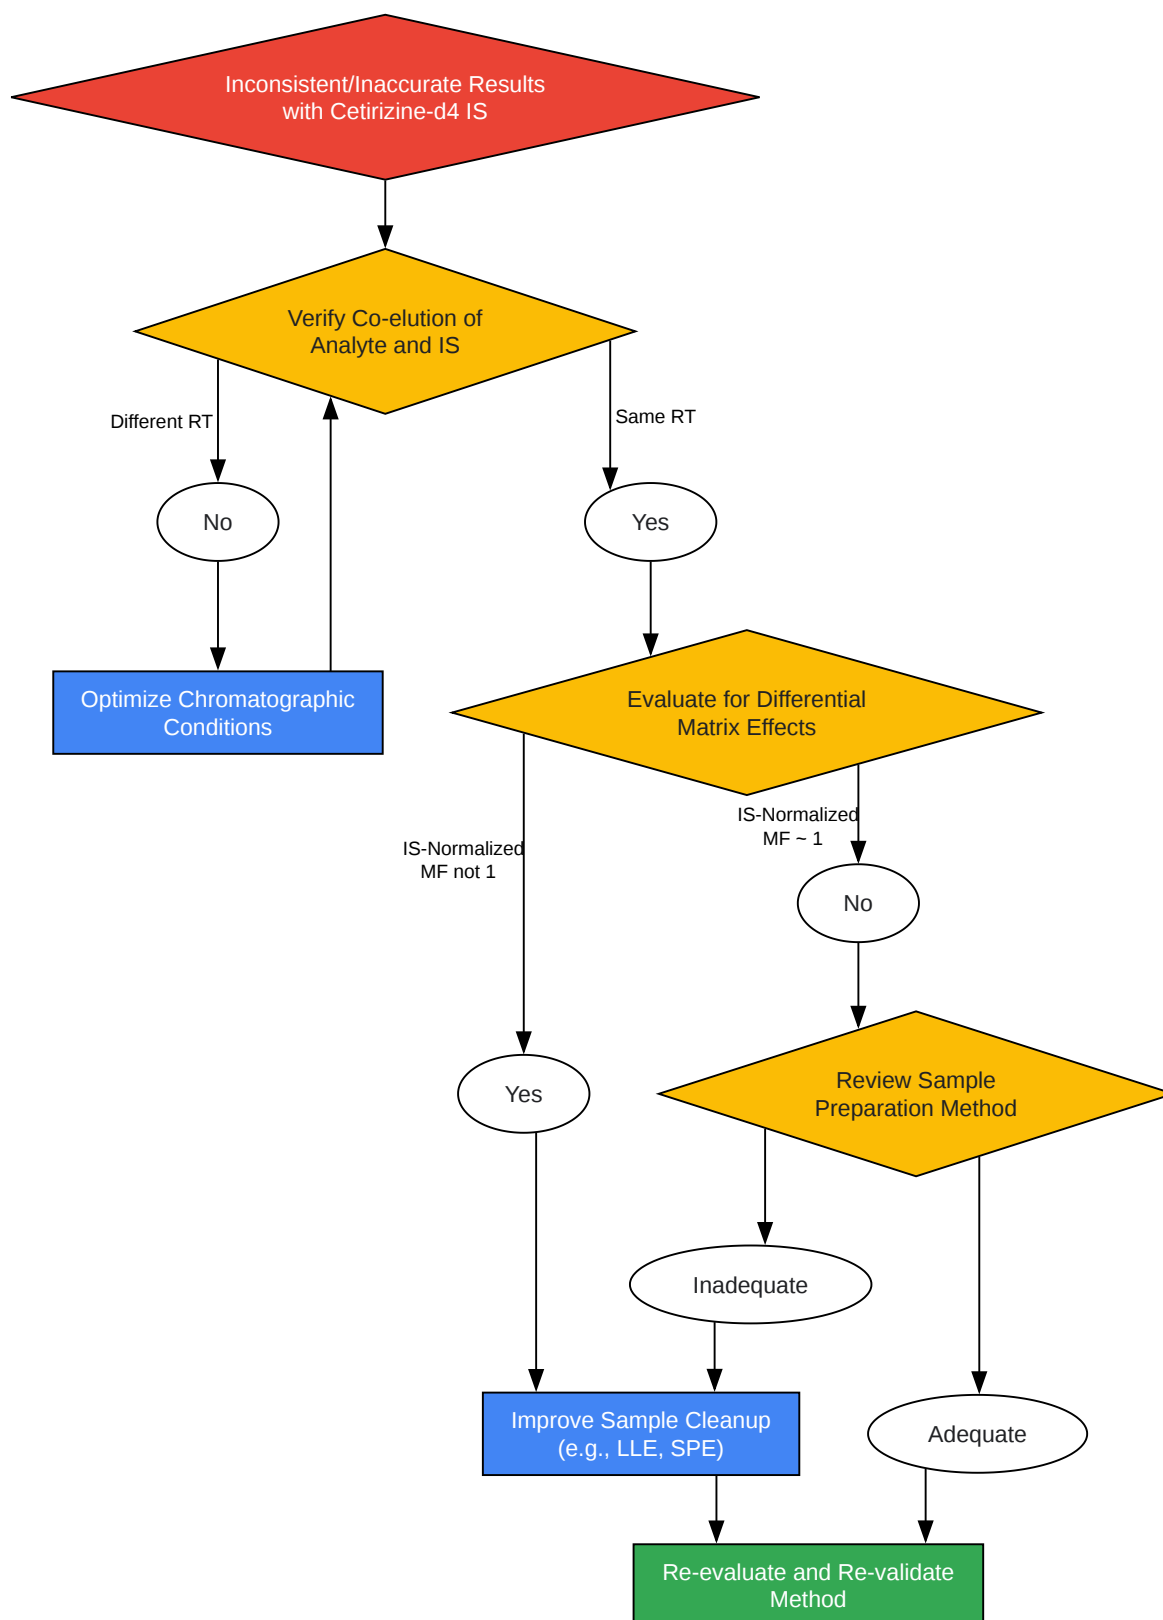 Inconsistent/Inaccurate Results
with Cetirizine-d4 IS
Verify Co-elution of
Analyte and IS
Different RT
Same RT
No
Yes
Optimize Chromatographic
Conditions
Evaluate for Differential
Matrix Effects
IS-Normalized
MF not 1
IS-Normalized
MF ~ 1
No
Yes
Review Sample
Preparation Method
Inadequate
Adequate
Improve Sample Cleanup
(e.g., LLE, SPE)
Re-evaluate and Re-validate
Method